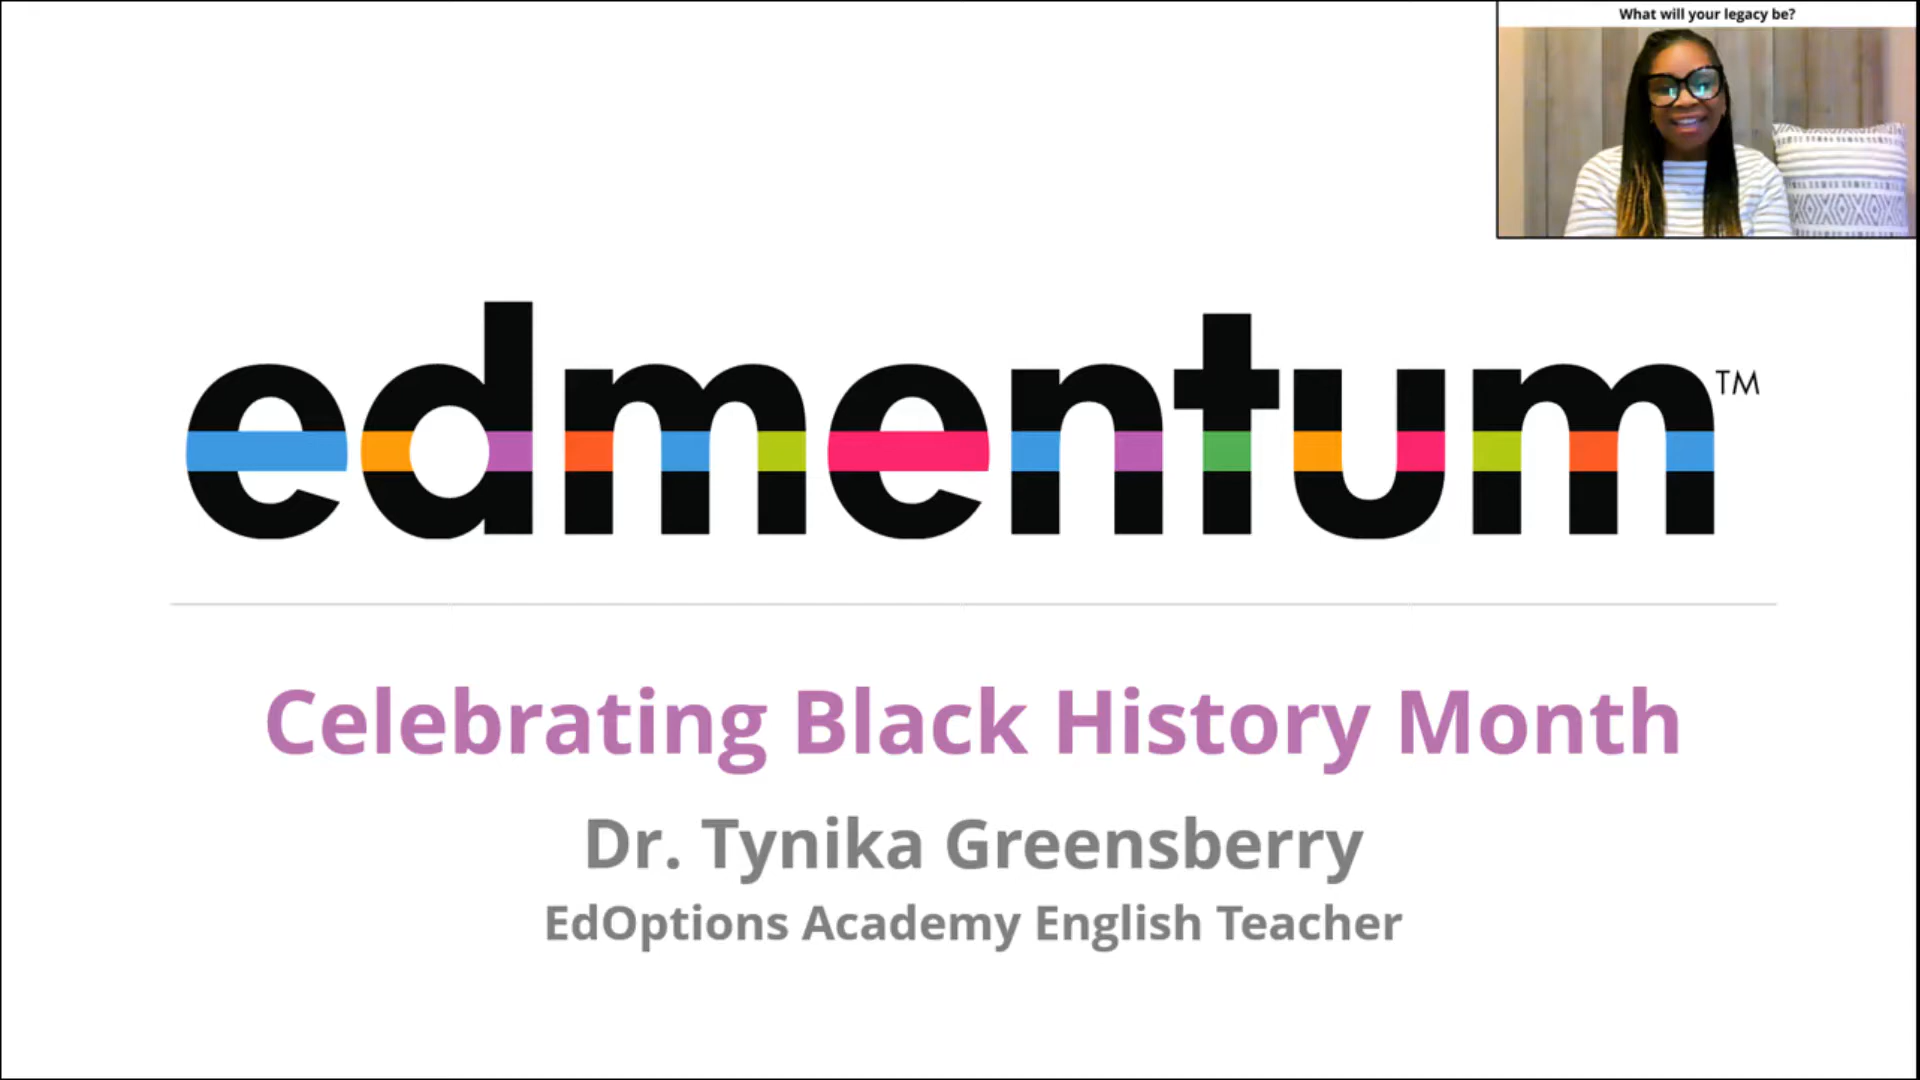 What will your legacy be?
edmentum™
Celebrating Black History Month
Dr. Tynika Greensberry
EdOptions Academy English Teacher